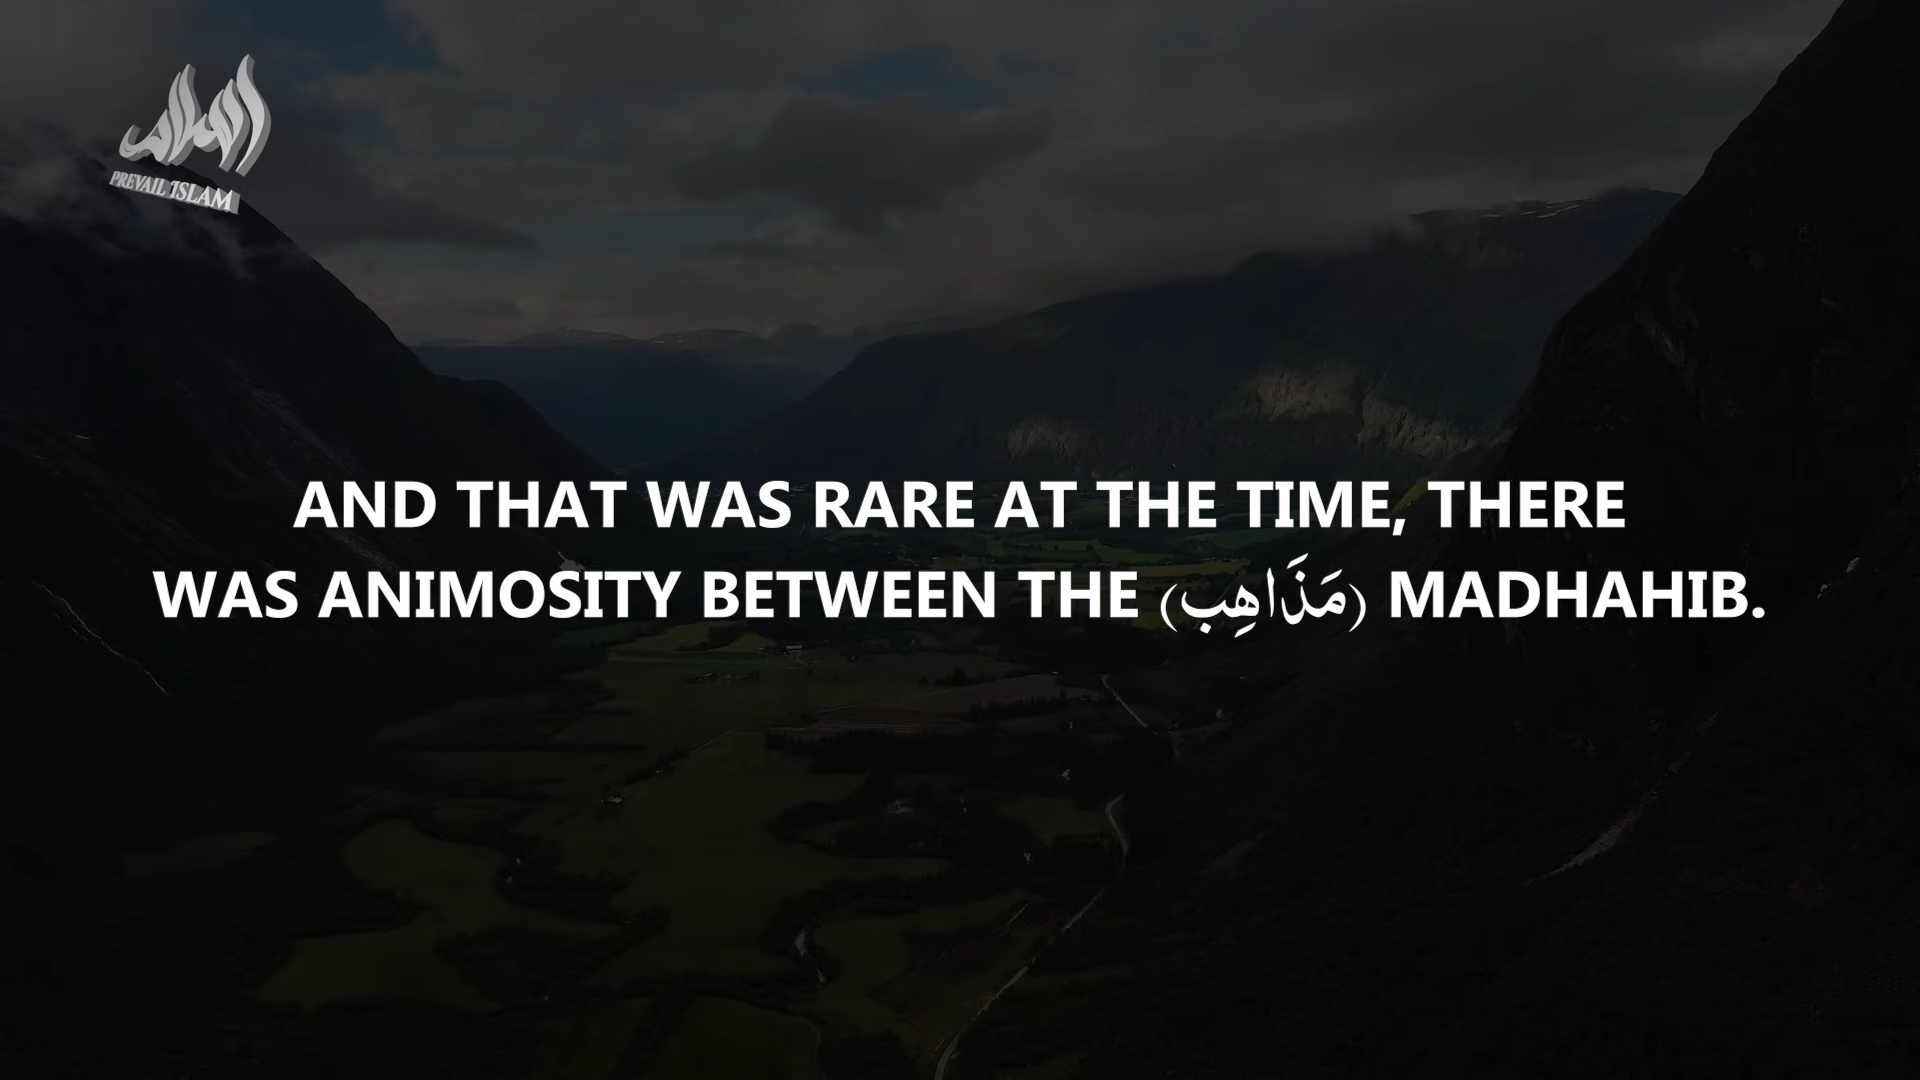 PREVAIL ISLAM
AND THAT WAS RARE AT THE TIME, THERE
WAS ANIMOSITY BETWEEN THE (مَذَاهِب) MADHAHIB.